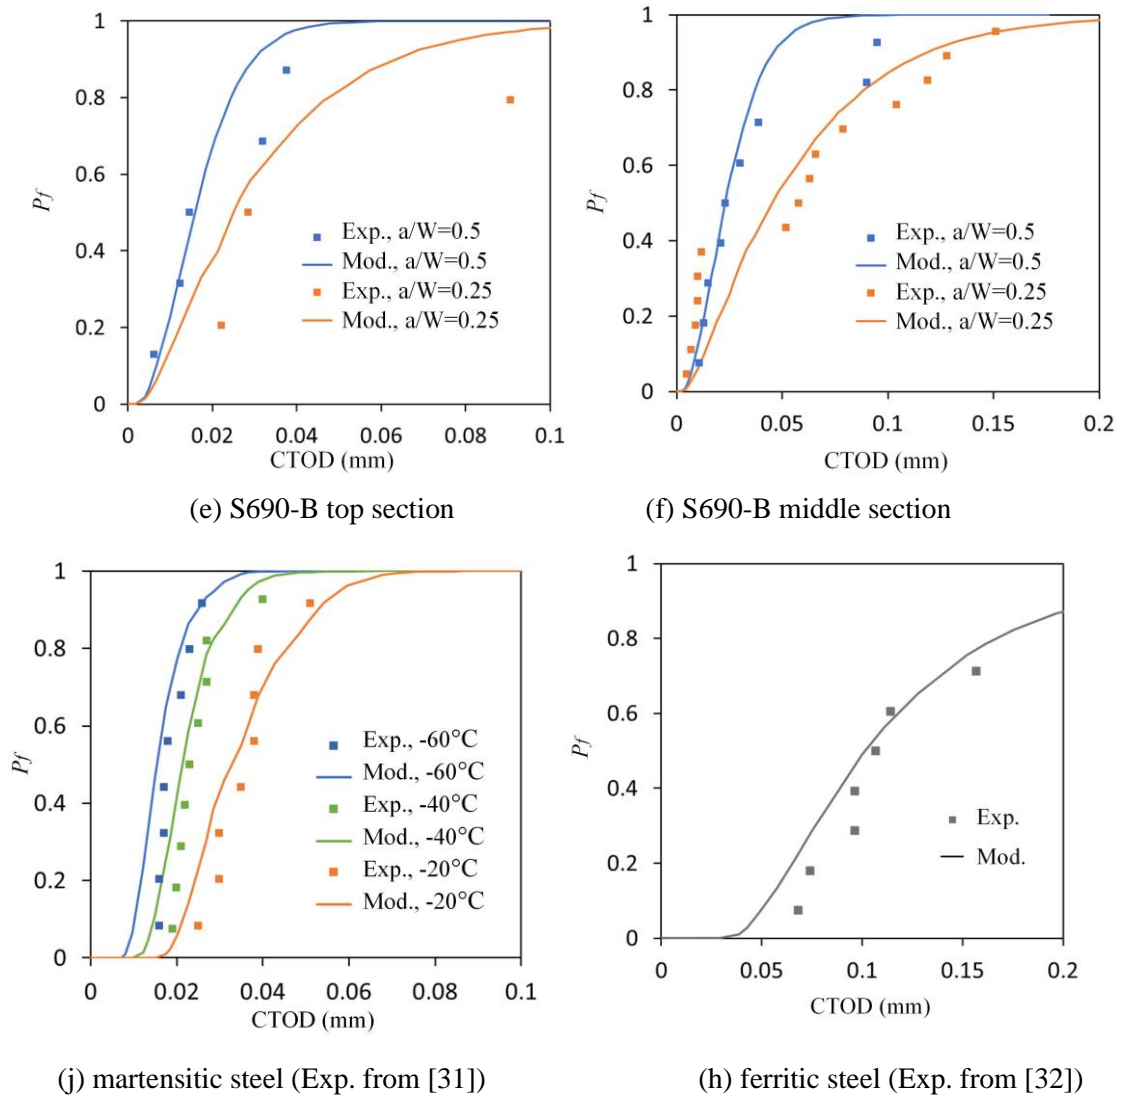 1
0.8
0.6
0.4
0.2
0
Pf
0 0.02 0.04 0.06 0.08 0.1
CTOD (mm)
Exp., a/W=0.5
Mod., a/W=0.5
Exp., a/W=0.25
Mod., a/W=0.25
(e) S690-B top section
1
0.8
0.6
0.4
0.2
0
Pf
0 0.05 0.1 0.15 0.2
CTOD (mm)
Exp., a/W=0.5
Mod., a/W=0.5
Exp., a/W=0.25
Mod., a/W=0.25
(f) S690-B middle section
1
0.8
0.6
0.4
0.2
0
Pf
0 0.02 0.04 0.06 0.08 0.1
CTOD (mm)
Exp., -60°C
Mod., -60°C
Exp., -40°C
Mod., -40°C
Exp., -20°C
Mod., -20°C
(j) martensitic steel (Exp. from [31])
1
0.8
0.6
0.4
0.2
0
Pf
0 0.05 0.1 0.15 0.2
CTOD (mm)
Exp.
Mod.
(h) ferritic steel (Exp. from [32])